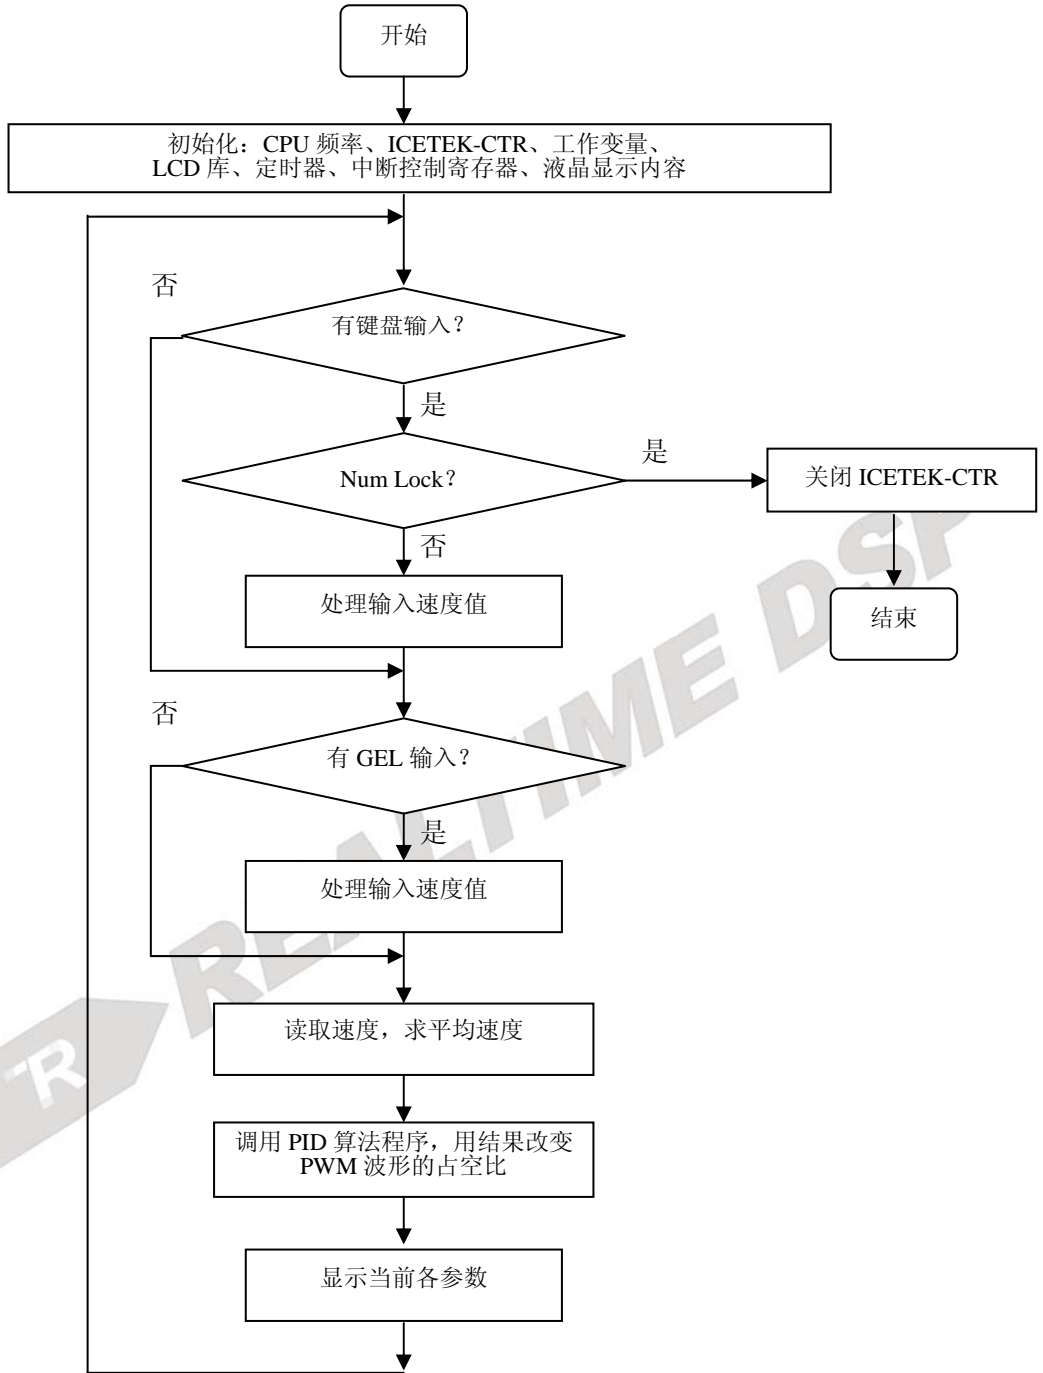 开始
初始化：CPU 频率、ICETEK-CTR、工作变量、
LCD 库、定时器、中断控制寄存器、液晶显示内容
否
有键盘输入？
是
是
Num Lock？
关闭 ICETEK-CTR
否
处理输入速度值
结束
否
有 GEL 输入？
是
处理输入速度值
读取速度，求平均速度
调用 PID 算法程序，用结果改变
PWM 波形的占空比
显示当前各参数
TR REALTIME DSP